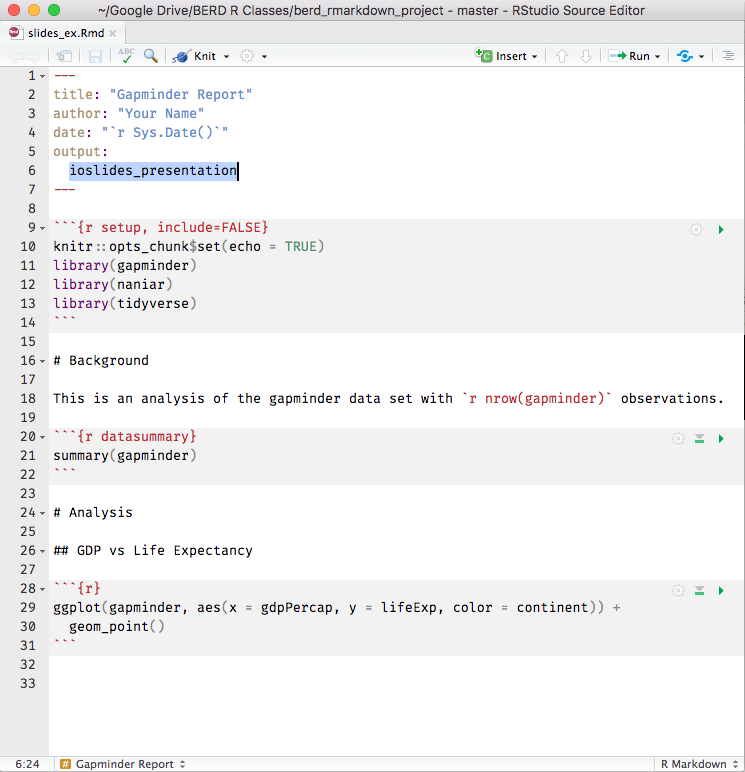 ~/Google Drive/BERD R Classes/berd_rmarkdown_project - master - RStudio Source Editor
slides_ex.Rmd
ABC Knit Insert Run
1 ---
2 title: "Gapminder Report"
3 author: "Your Name"
4 date: "`r Sys.Date()`"
5 output:
6   ioslides_presentation
7 ---
8
9 ```{r setup, include=FALSE}
10 knitr::opts_chunk$set(echo = TRUE)
11 library(gapminder)
12 library(naniar)
13 library(tidyverse)
14 ```
15
16 # Background
17
18 This is an analysis of the gapminder data set with `r nrow(gapminder)` observations.
19
20 ```{r datasummary}
21 summary(gapminder)
22 ```
23
24 # Analysis
25
26 ## GDP vs Life Expectancy
27
28 ```{r}
29 ggplot(gapminder, aes(x = gdpPercap, y = lifeExp, color = continent)) +
30   geom_point()
31 ```
32
33
6:24 # Gapminder Report R Markdown